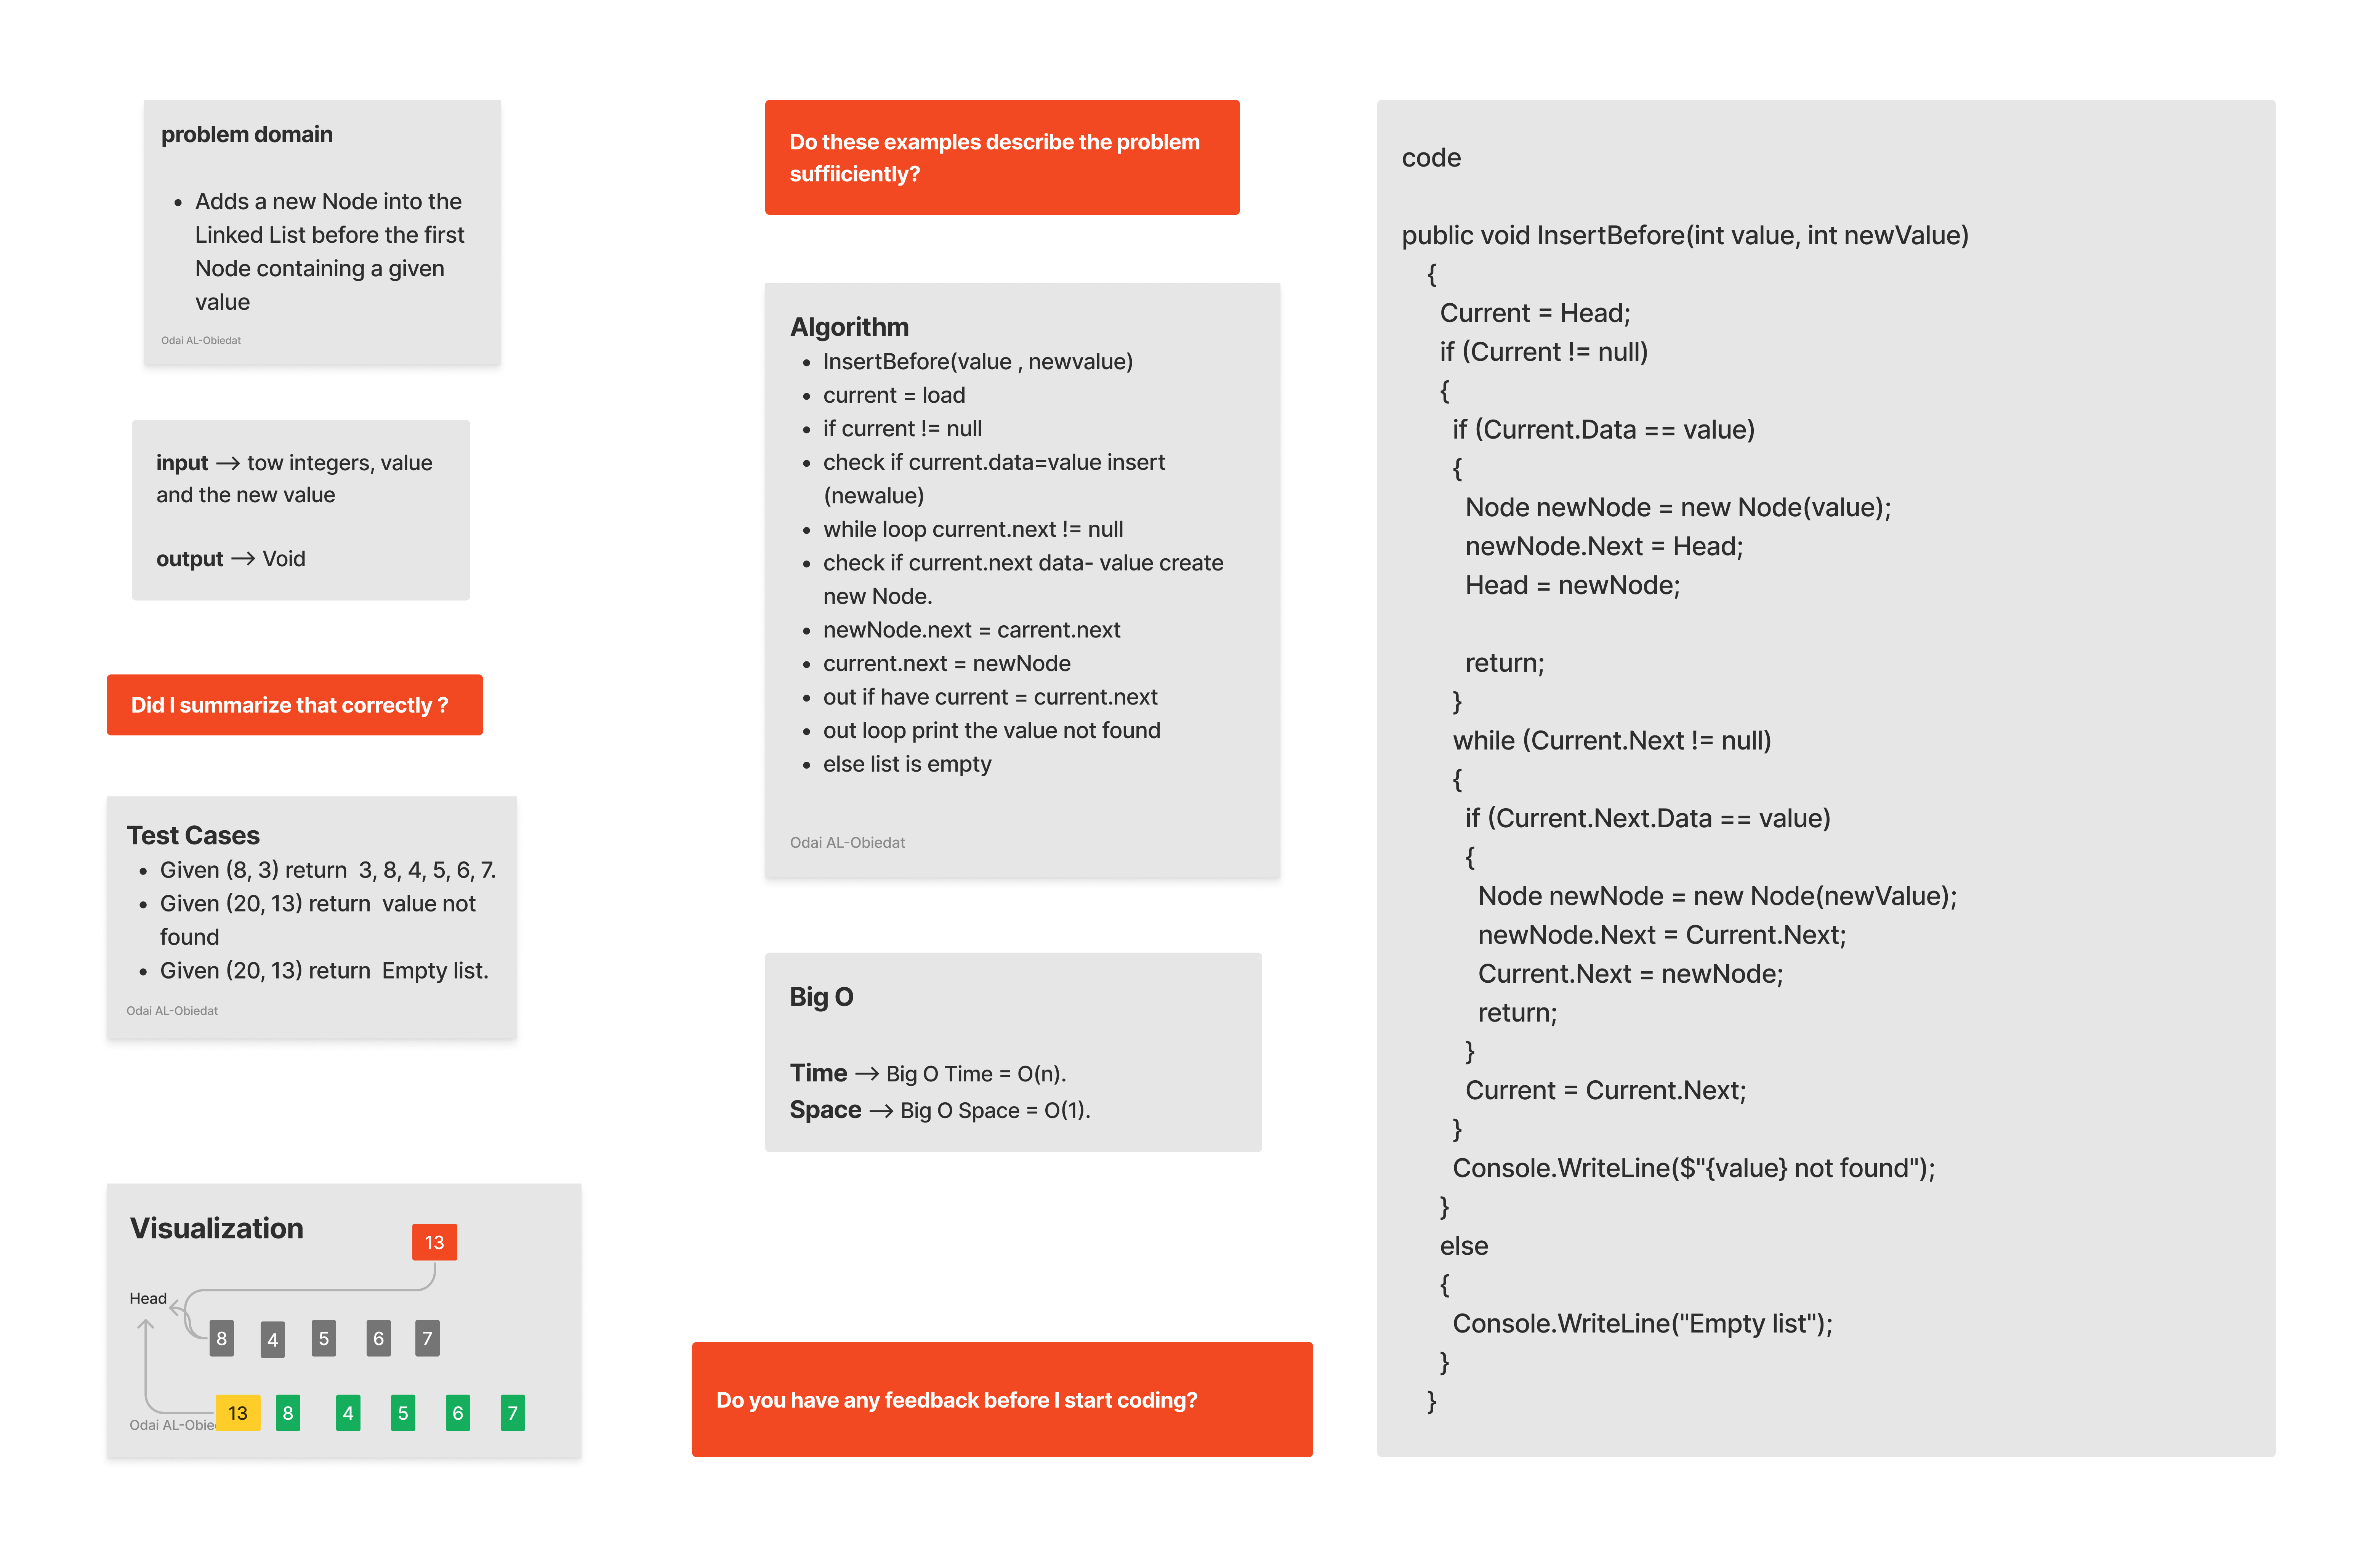 problem domain
• Adds a new Node into the
Linked List before the first
Node containing a given
value
Odai AL-Obiedat
input → tow integers, value
and the new value
output → Void
Did I summarize that correctly ?
Test Cases
• Given (8, 3) return  3, 8, 4, 5, 6, 7.
• Given (20, 13) return  value not
found
• Given (20, 13) return  Empty list.
Odai AL-Obiedat
Visualization
13
Head
8 4 5 6 7
13 8 4 5 6 7
Odai AL-Obie
Do these examples describe the problem
suffiiciently?
Algorithm
• InsertBefore(value , newvalue)
• current = load
• if current != null
• check if current.data=value insert
(newalue)
• while loop current.next != null
• check if current.next data- value create
new Node.
• newNode.next = carrent.next
• current.next = newNode
• out if have current = current.next
• out loop print the value not found
• else list is empty
Odai AL-Obiedat
Big O
Time → Big O Time = O(n).
Space → Big O Space = O(1).
Do you have any feedback before I start coding?
code
public void InsertBefore(int value, int newValue)
{
Current = Head;
if (Current != null)
{
if (Current.Data == value)
{
Node newNode = new Node(value);
newNode.Next = Head;
Head = newNode;
return;
}
while (Current.Next != null)
{
if (Current.Next.Data == value)
{
Node newNode = new Node(newValue);
newNode.Next = Current.Next;
Current.Next = newNode;
return;
}
Current = Current.Next;
}
Console.WriteLine($"{value} not found");
}
else
{
Console.WriteLine("Empty list");
}
}